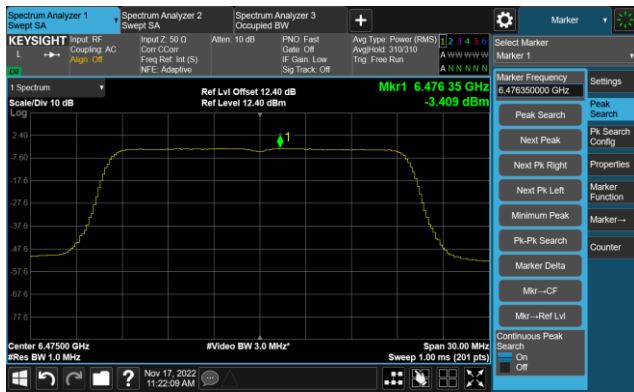 Spectrum Analyzer 1
Swept SA
Spectrum Analyzer 2
Swept SA
Spectrum Analyzer 3
Occupied BW
Marker
KEYSIGHT
L
Input: RF
Coupling: AC
Align: Off
Input Z: 50 Ω
Corr CCorr
Freq Ref: Int (S)
NFE: Adaptive
Atten: 10 dB
PNO: Fast
Gate: Off
IF Gain: Low
Sig Track: Off
Avg Type: Power (RMS)
Avg|Hold: 310/310
Trig: Free Run
1 2 3 4 5 6
A W W W W W
A N N N N N
Select Marker
Marker 1
1 Spectrum
Scale/Div 10 dB
Log
Ref Lvl Offset 12.40 dB
Ref Level 12.40 dBm
Mkr1 6.476 35 GHz
-3.409 dBm
1
2.40
-7.60
-17.6
-27.6
-37.6
-47.6
-57.6
-67.6
-77.6
Center 6.47500 GHz
#Res BW 1.0 MHz
#Video BW 3.0 MHz*
Span 30.00 MHz
Sweep 1.00 ms (201 pts)
Marker Frequency
6.476350000 GHz
Peak Search
Next Peak
Next Pk Right
Next Pk Left
Minimum Peak
Pk-Pk Search
Marker Delta
Mkr→CF
Mkr→Ref Lvl
Continuous Peak
Search
On
Off
Settings
Peak
Search
Pk Search
Config
Properties
Marker
Function
Marker→
Counter
?
Nov 17, 2022
11:22:09 AM